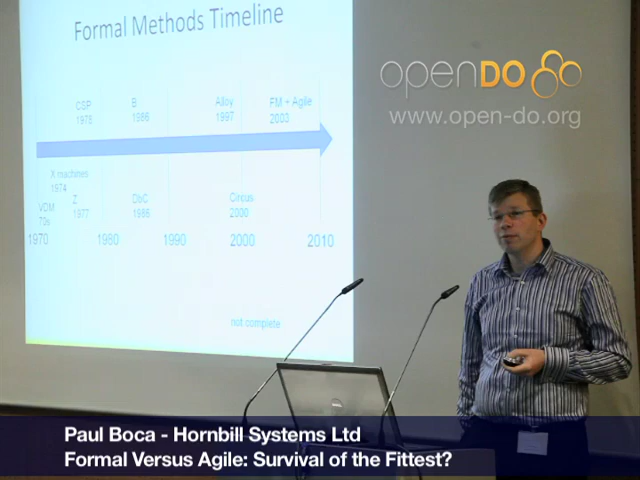 Formal Methods Timeline
openDO
www.open-do.org
CSP
1978
B
1986
Alloy
1997
FM + Agile
2003
X machines
1974
VDM
70s
Z
1977
DbC
1986
Circus
2000
1970
1980
1990
2000
2010
not complete
Paul Boca - Hornbill Systems Ltd
Formal Versus Agile: Survival of the Fittest?